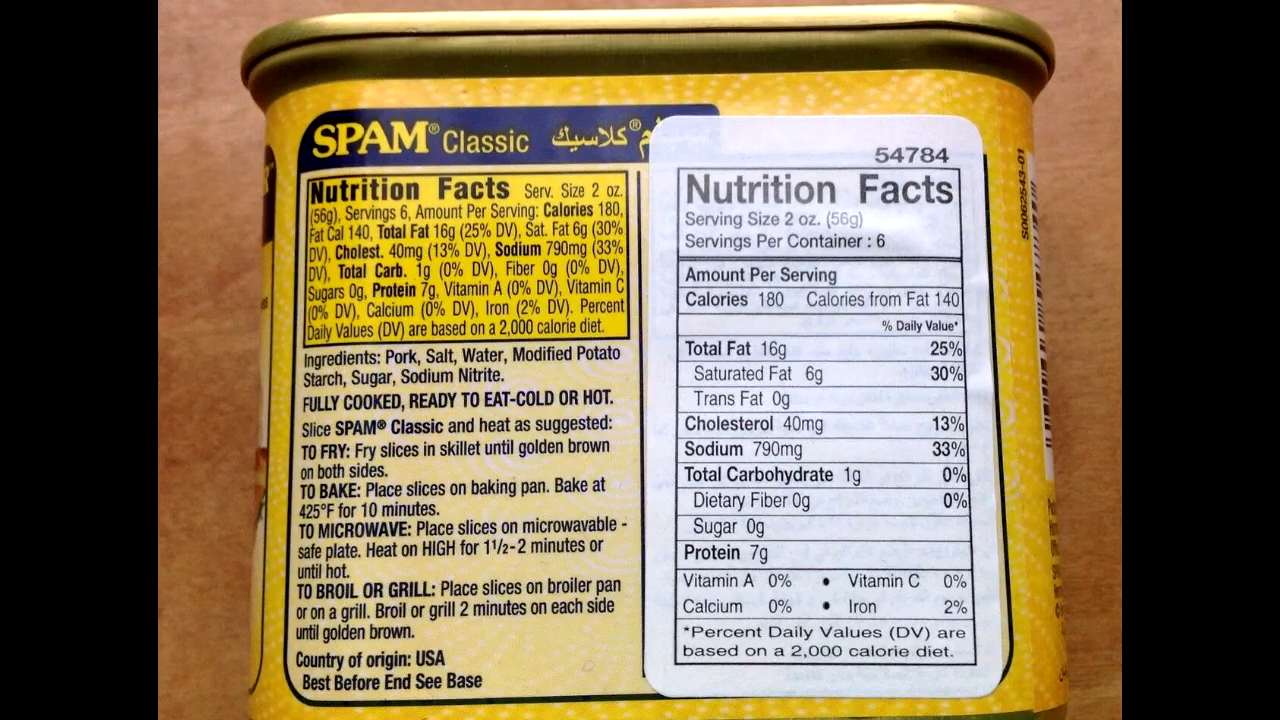 SPAM® Classic كلاسيك®
Nutrition Facts Serv. Size 2 oz.
(56g), Servings 6, Amount Per Serving: Calories 180,
Fat Cal 140, Total Fat 16g (25% DV), Sat. Fat 6g (30%
DV), Cholest. 40mg (13% DV), Sodium 790mg (33%
DV), Total Carb. 1g (0% DV), Fiber 0g (0% DV),
Sugars 0g, Protein 7g, Vitamin A (0% DV), Vitamin C
(0% DV), Calcium (0% DV), Iron (2% DV). Percent
Daily Values (DV) are based on a 2,000 calorie diet.
Ingredients: Pork, Salt, Water, Modified Potato
Starch, Sugar, Sodium Nitrite.
FULLY COOKED, READY TO EAT-COLD OR HOT.
Slice SPAM® Classic and heat as suggested:
TO FRY: Fry slices in skillet until golden brown
on both sides.
TO BAKE: Place slices on baking pan. Bake at
425°F for 10 minutes.
TO MICROWAVE: Place slices on microwavable -
safe plate. Heat on HIGH for 1 1/2-2 minutes or
until hot.
TO BROIL OR GRILL: Place slices on broiler pan
or on a grill. Broil or grill 2 minutes on each side
until golden brown.
Country of origin: USA
Best Before End See Base
54784
Nutrition Facts
Serving Size 2 oz. (56g)
Servings Per Container : 6
Amount Per Serving
Calories 180 Calories from Fat 140
% Daily Value*
Total Fat 16g 25%
Saturated Fat 6g 30%
Trans Fat 0g
Cholesterol 40mg 13%
Sodium 790mg 33%
Total Carbohydrate 1g 0%
Dietary Fiber 0g 0%
Sugar 0g
Protein 7g
Vitamin A 0% • Vitamin C 0%
Calcium 0% • Iron 2%
*Percent Daily Values (DV) are
based on a 2,000 calorie diet.
S0062543-01